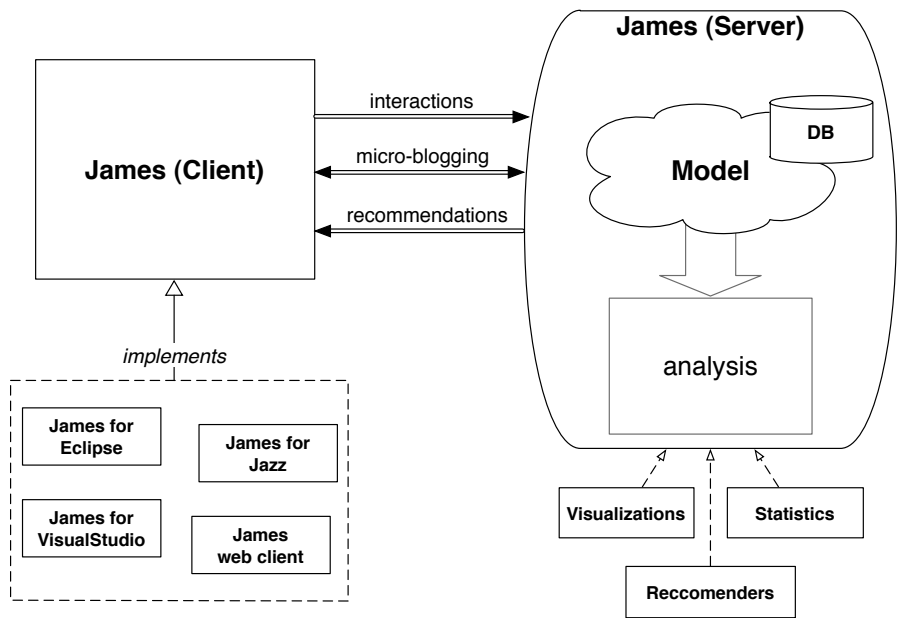 James (Server)
James (Client)
interactions
micro-blogging
recommendations
DB
Model
analysis
implements
James for
Eclipse
James for
Jazz
James for
VisualStudio
James
web client
Visualizations
Statistics
Reccomenders